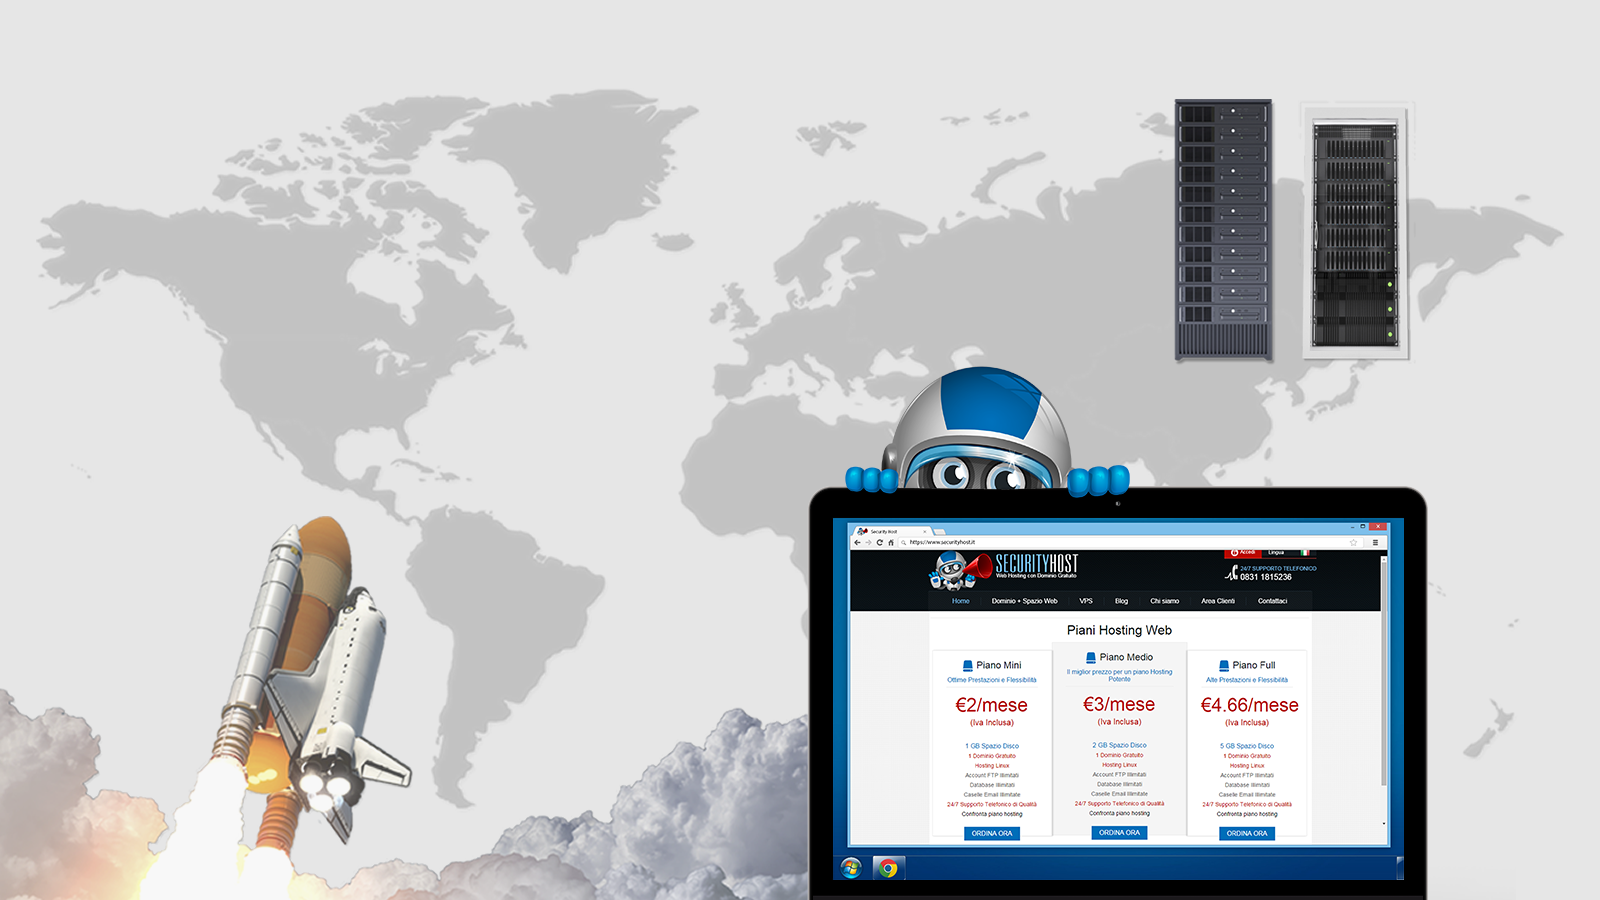 Security Host
https://www.securityhost.it
SECURITYHOST
Web Hosting con Dominio Gratuito
Accedi
Lingua
24/7 SUPPORTO TELEFONICO
0831 1815236
Home
Dominio + Spazio Web
VPS
Blog
Chi siamo
Area Clienti
Contattaci
Piani Hosting Web
Piano Mini
Ottime Prestazioni e Flessibilità
€2/mese
(Iva Inclusa)
1 GB Spazio Disco
1 Dominio Gratuito
Hosting Linux
Account FTP Illimitati
Database Illimitati
Caselle Email Illimitate
24/7 Supporto Telefonico di Qualità
Confronta piano hosting
ORDINA ORA
Piano Medio
Il miglior prezzo per un piano Hosting
Potente
€3/mese
(Iva Inclusa)
2 GB Spazio Disco
1 Dominio Gratuito
Hosting Linux
Account FTP Illimitati
Database Illimitati
Caselle Email Illimitate
24/7 Supporto Telefonico di Qualità
Confronta piano hosting
ORDINA ORA
Piano Full
Alte Prestazioni e Flessibilità
€4.66/mese
(Iva Inclusa)
5 GB Spazio Disco
1 Dominio Gratuito
Hosting Linux
Account FTP Illimitati
Database Illimitati
Caselle Email Illimitate
24/7 Supporto Telefonico di Qualità
Confronta piano hosting
ORDINA ORA